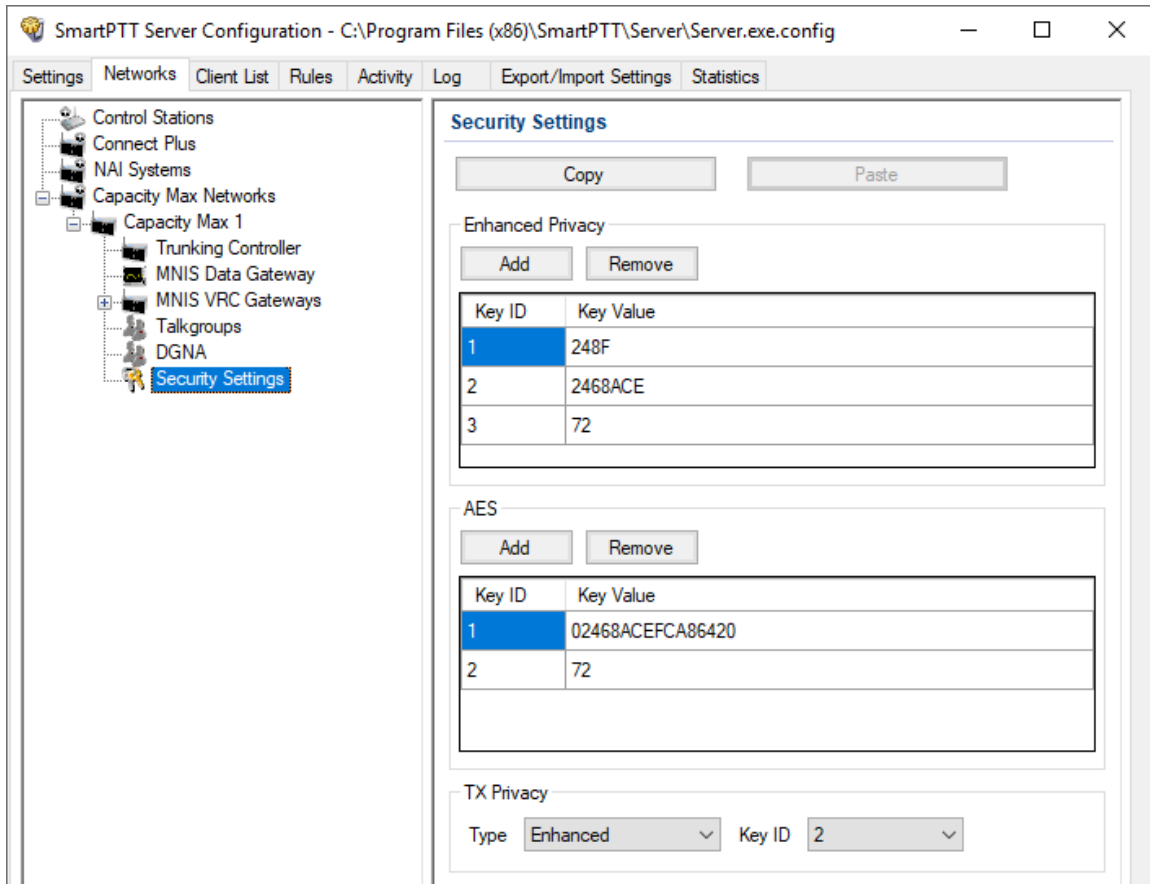 SmartPTT Server Configuration - C:\Program Files (x86)\SmartPTT\Server\Server.exe.config
Settings Networks Client List Rules Activity Log Export/Import Settings Statistics
Control Stations
Connect Plus
NAI Systems
Capacity Max Networks
Capacity Max 1
Trunking Controller
MNIS Data Gateway
MNIS VRC Gateways
Talkgroups
DGNA
Security Settings
Security Settings
Copy Paste
Enhanced Privacy
Add Remove
Key ID Key Value
1 248F
2 2468ACE
3 72
AES
Add Remove
Key ID Key Value
1 02468ACEFCA86420
2 72
TX Privacy
Type Enhanced Key ID 2